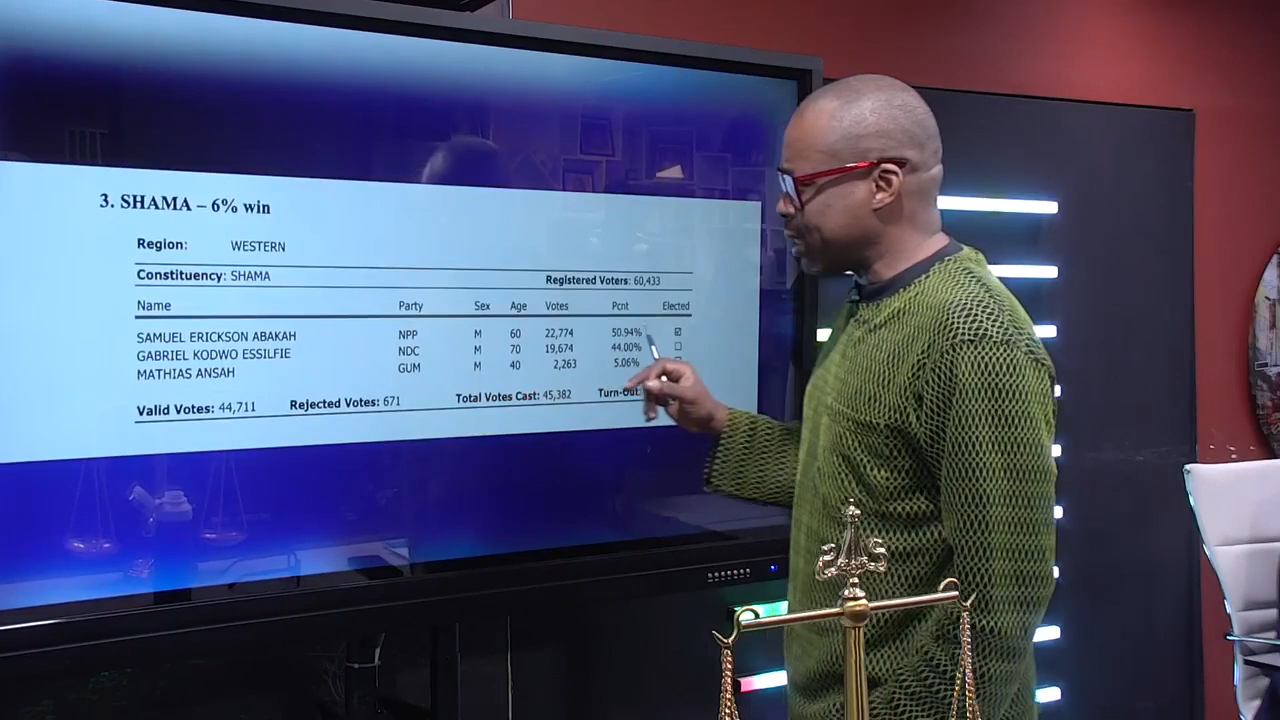 3. SHAMA – 6% win
Region: WESTERN
Constituency: SHAMA Registered Voters: 60,433
Name Party Sex Age Votes Pcnt Elected
SAMUEL ERICKSON ABAKAH NPP M 60 22,774 50.94%
GABRIEL KODWO ESSILFIE NDC M 70 19,674 44.00%
MATHIAS ANSAH GUM M 40 2,263 5.06%
Valid Votes: 44,711 Rejected Votes: 671 Total Votes Cast: 45,382 Turn-Out: